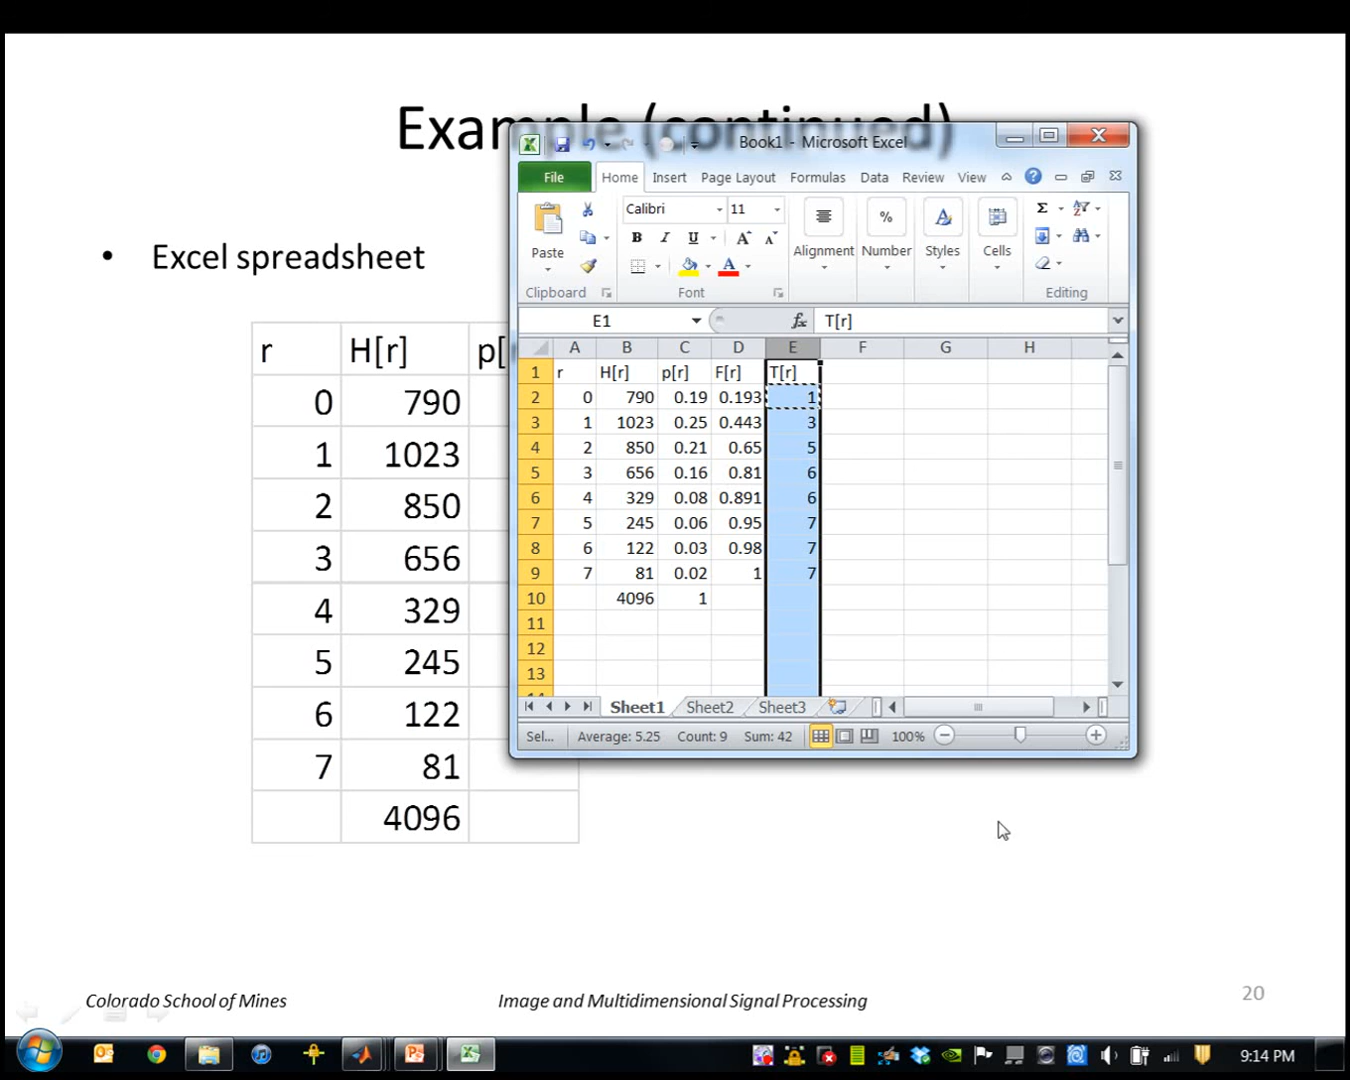 Example (continued)
• Excel spreadsheet
r H[r] p[r
0 790
1 1023
2 850
3 656
4 329
5 245
6 122
7 81
4096
Book1 - Microsoft Excel
File Home Insert Page Layout Formulas Data Review View
Calibri 11
Paste B I U A A A Alignment % Number A Styles Cells Σ
Clipboard Font Editing
E1 fx T[r]
A B C D E F G H
1 r H[r] p[r] F[r] T[r]
2 0 790 0.19 0.193 1
3 1 1023 0.25 0.443 3
4 2 850 0.21 0.65 5
5 3 656 0.16 0.81 6
6 4 329 0.08 0.891 6
7 5 245 0.06 0.95 7
8 6 122 0.03 0.98 7
9 7 81 0.02 1 7
10 4096 1
11
12
13
Sheet1 Sheet2 Sheet3
Sel... Average: 5.25 Count: 9 Sum: 42 100%
Colorado School of Mines Image and Multidimensional Signal Processing 20
9:14 PM